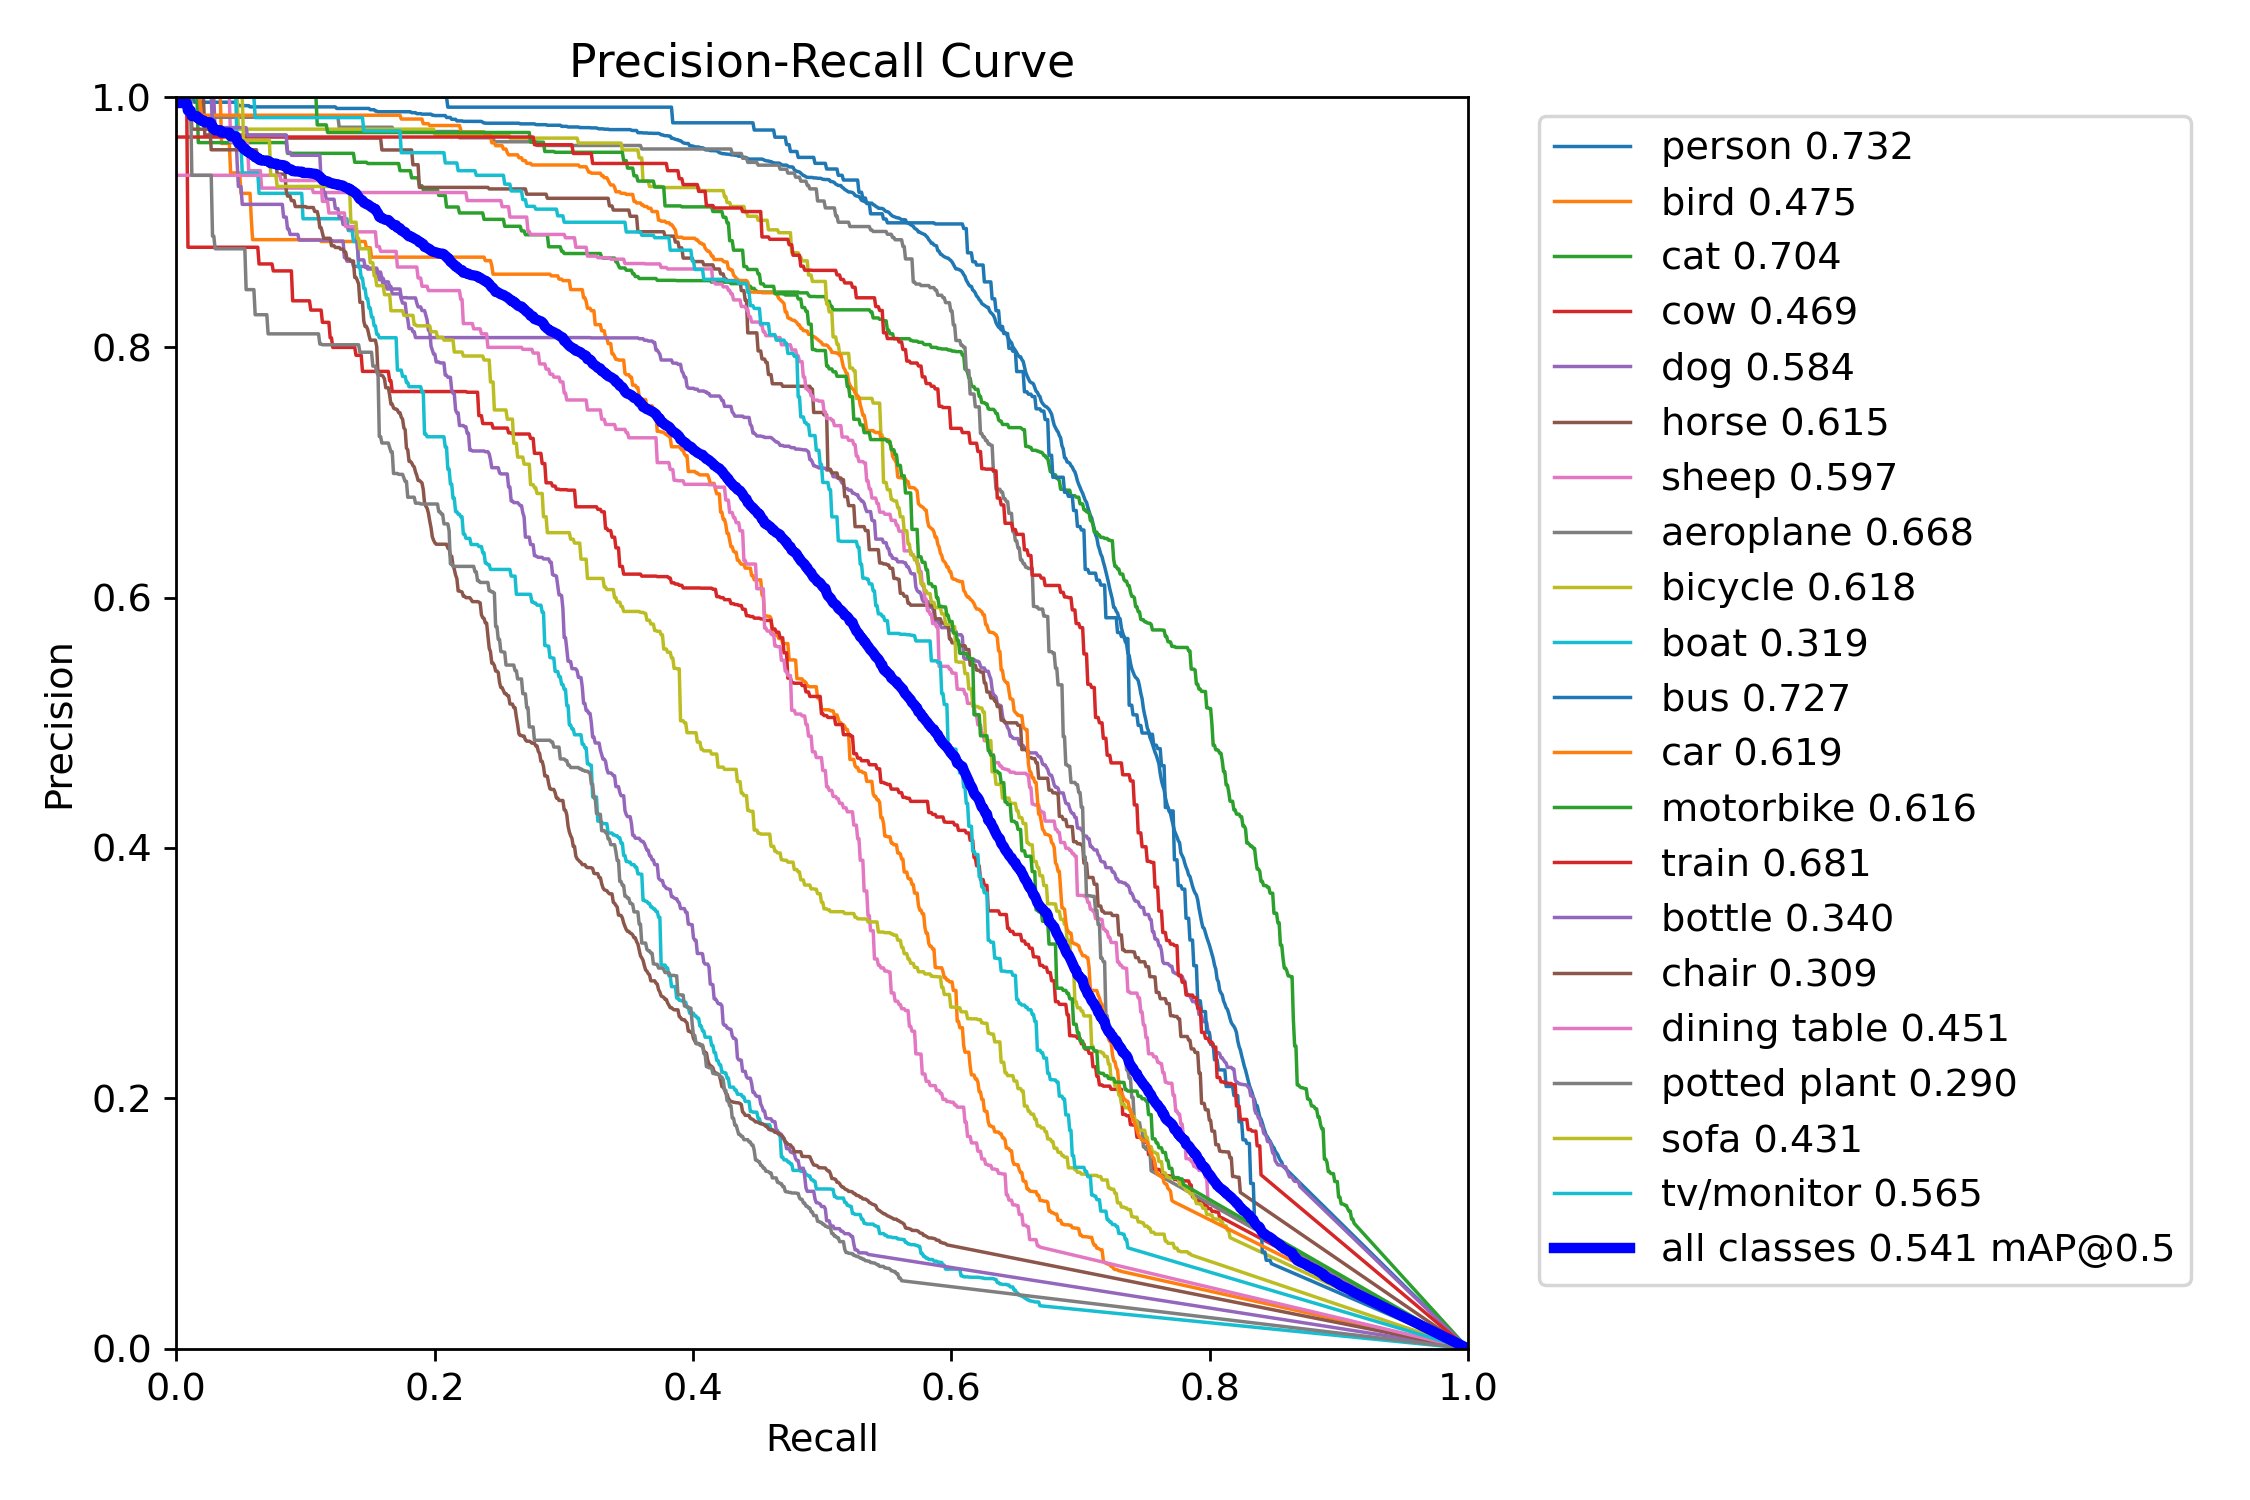 Precision-Recall Curve
1.0
0.8
0.6
0.4
0.2
0.0
Precision
0.0 0.2 0.4 0.6 0.8 1.0
Recall
person 0.732
bird 0.475
cat 0.704
cow 0.469
dog 0.584
horse 0.615
sheep 0.597
aeroplane 0.668
bicycle 0.618
boat 0.319
bus 0.727
car 0.619
motorbike 0.616
train 0.681
bottle 0.340
chair 0.309
dining table 0.451
potted plant 0.290
sofa 0.431
tv/monitor 0.565
all classes 0.541 mAP@0.5